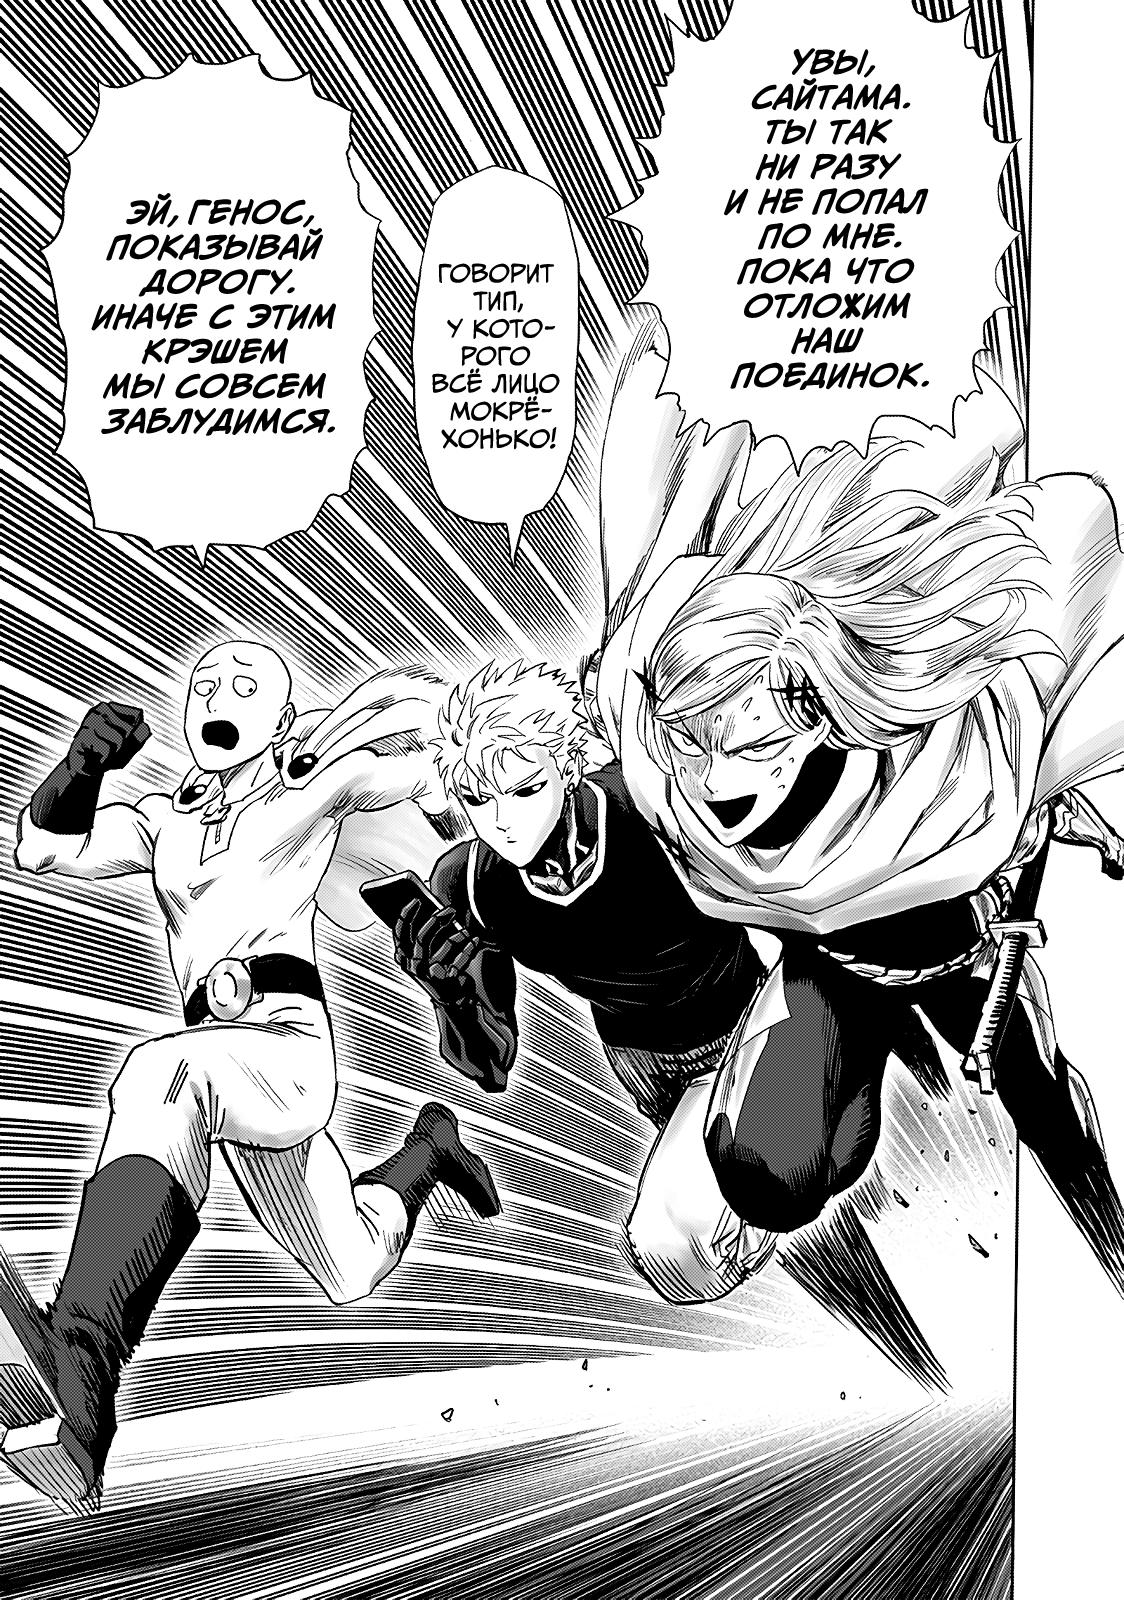 УВЫ,
САЙТАМА.
ТЫ ТАК
НИ РАЗУ
И НЕ ПОПАЛ
ПО МНЕ.
ПОКА ЧТО
ОТЛОЖИМ
НАШ
ПОЕДИНОК.
ГОВОРИТ
ТИП,
У КОТО-
РОГО
ВСЁ ЛИЦО
МОКРЁ-
ХОНЬКО!
ЭЙ, ГЕНОС,
ПОКАЗЫВАЙ
ДОРОГУ.
ИНАЧЕ С ЭТИМ
КРЭШЕМ
МЫ СОВСЕМ
ЗАБЛУДИМСЯ.